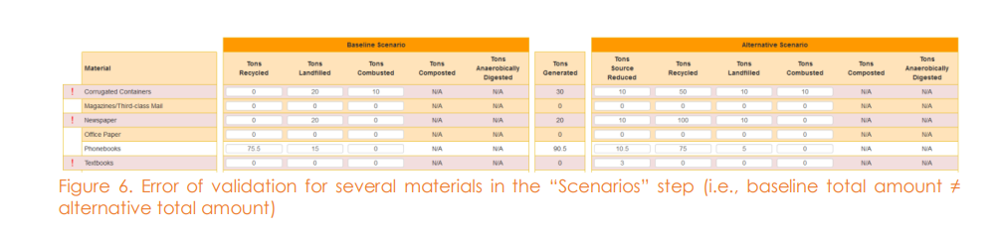 Baseline Scenario Alternative Scenario
Material Tons Recycled Tons Landfilled Tons Combusted Tons Composted Tons Anaerobically Digested Tons Generated Tons Source Reduced Tons Recycled Tons Landfilled Tons Combusted Tons Composted Tons Anaerobically Digested
! Corrugated Containers 0 20 10 N/A N/A 30 10 50 10 10 N/A N/A
Magazines/Third-class Mail 0 0 0 N/A N/A 0 0 0 0 0 N/A N/A
! Newspaper 0 20 0 N/A N/A 20 10 100 10 0 N/A N/A
Office Paper 0 0 0 N/A N/A 0 0 0 0 0 N/A N/A
Phonebooks 75.5 15 0 N/A N/A 90.5 10.5 75 5 0 N/A N/A
! Textbooks 0 0 0 N/A N/A 0 3 0 0 0 N/A N/A
Figure 6. Error of validation for several materials in the “Scenarios” step (i.e., baseline total amount ≠
alternative total amount)